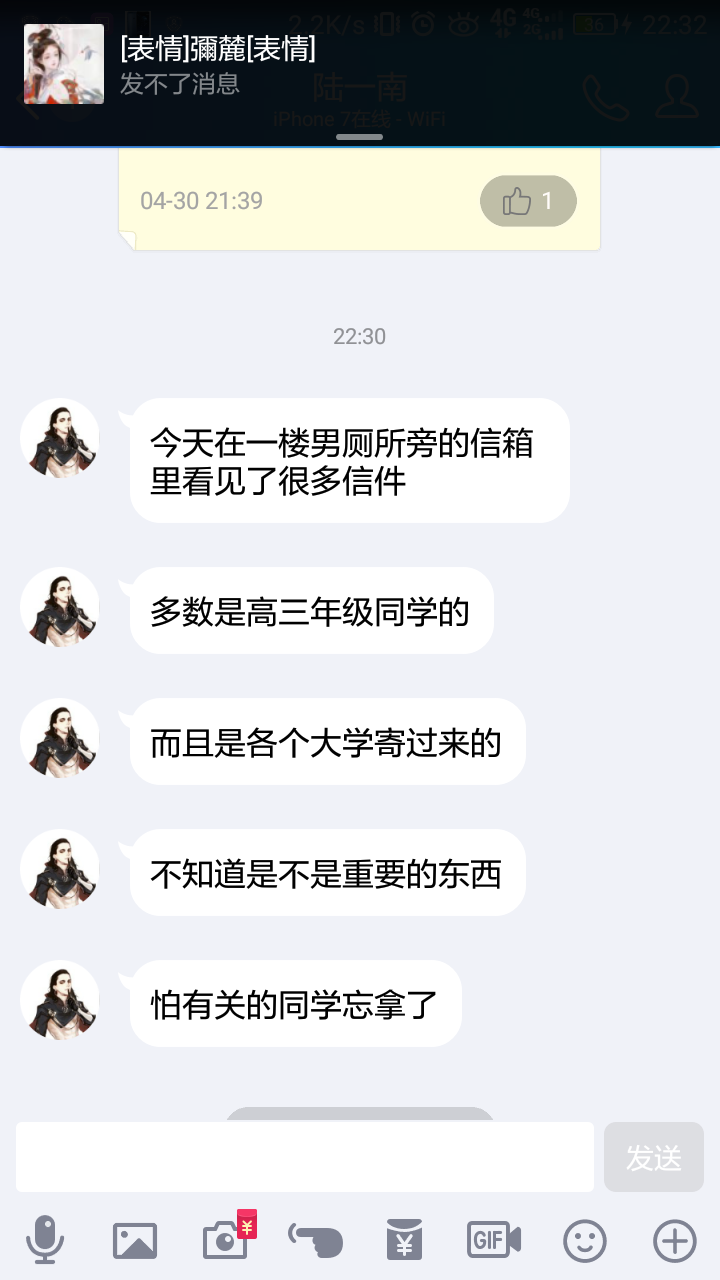 2.2K/s 4G 4G 2G 36 22:32
[表情]彌麓[表情]
发不了消息
陆一南
iPhone 7在线 - WiFi
04-30 21:39
1
22:30
今天在一楼男厕所旁的信箱
里看见了很多信件
多数是高三年级同学的
而且是各个大学寄过来的
不知道是不是重要的东西
怕有关的同学忘拿了
发送
¥
¥
GIF